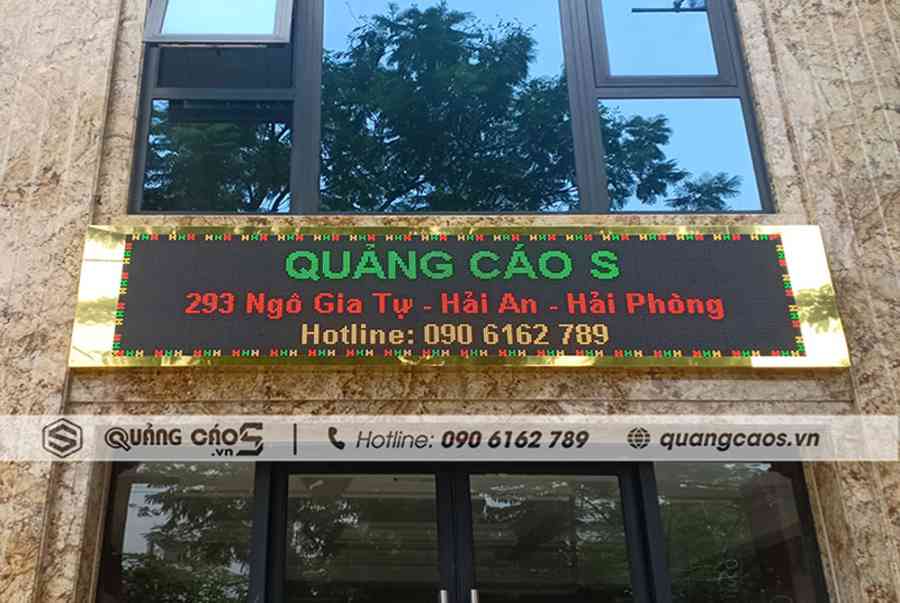 QUẢNG CÁO S
293 Ngô Gia Tự - Hải An - Hải Phòng
Hotline: 090 6162 789
S QUẢNG CÁO S .vn | Hotline: 090 6162 789 quangcaos.vn